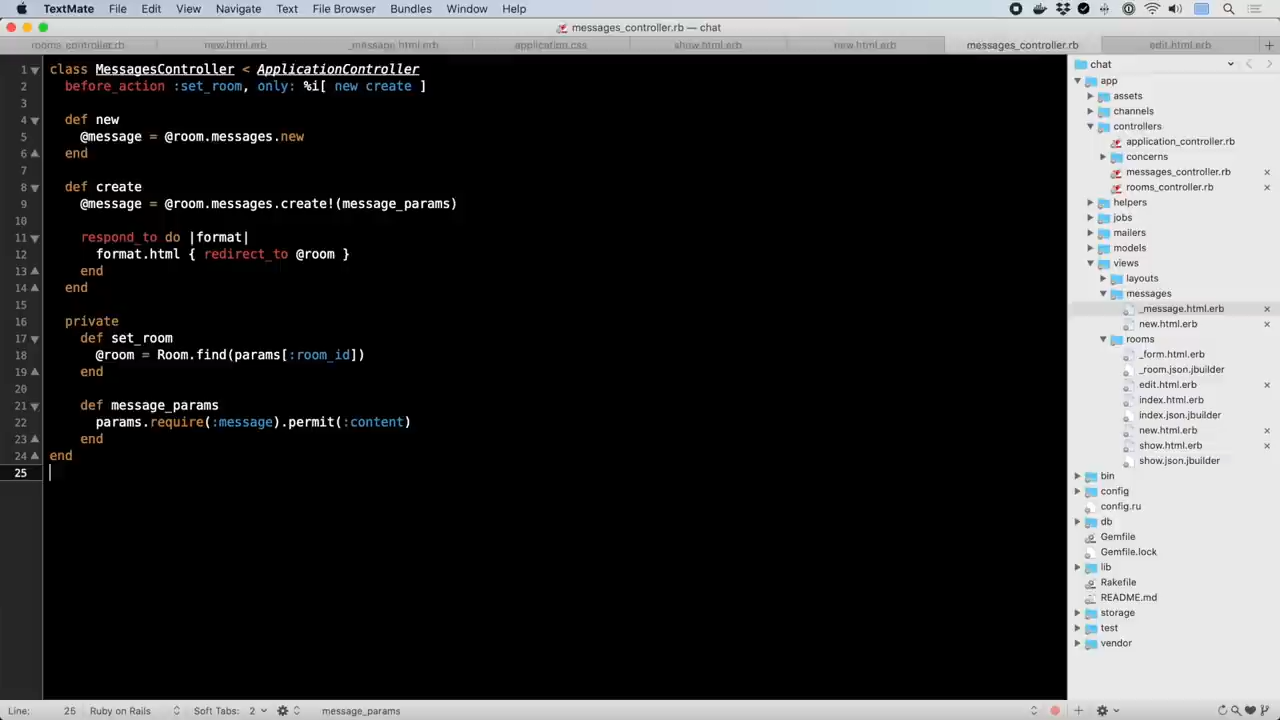 TextMate File Edit View Navigate Text File Browser Bundles Window Help
messages_controller.rb — chat
rooms_controller.rb new.html.erb _message.html.erb application.css show.html.erb new.html.erb messages_controller.rb edit.html.erb
1 class MessagesController < ApplicationController
2 before_action :set_room, only: %i[ new create ]
3
4 def new
5 @message = @room.messages.new
6 end
7
8 def create
9 @message = @room.messages.create!(message_params)
10
11 respond_to do |format|
12 format.html { redirect_to @room }
13 end
14 end
15
16 private
17 def set_room
18 @room = Room.find(params[:room_id])
19 end
20
21 def message_params
22 params.require(:message).permit(:content)
23 end
24 end
25
chat
app
assets
channels
controllers
application_controller.rb
concerns
messages_controller.rb
rooms_controller.rb
helpers
jobs
mailers
models
views
layouts
messages
_message.html.erb
new.html.erb
rooms
_form.html.erb
_room.json.jbuilder
edit.html.erb
index.html.erb
index.json.jbuilder
new.html.erb
show.html.erb
show.json.jbuilder
bin
config
config.ru
db
Gemfile
Gemfile.lock
lib
Rakefile
README.md
storage
test
vendor
Line: 25 Ruby on Rails Soft Tabs: 2 message_params